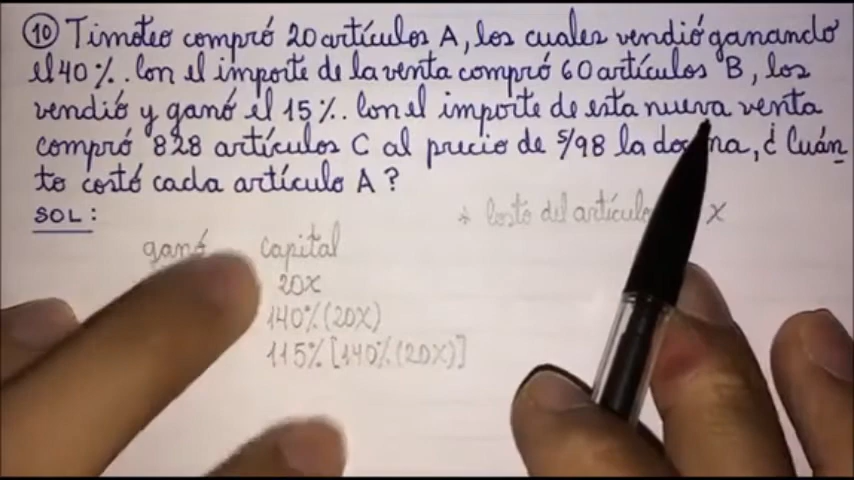 10 Timoteo compró 20 artículos A, los cuales vendió ganando
el 40%. Con el importe de la venta compró 60 artículos B, los
vendió y ganó el 15%. Con el importe de esta nueva venta
compró 828 artículos C al precio de S/98 la docena, ¿Cuán
to costó cada artículo A?
SOL:
* Costo del artículo x
ganó capital
20x
140%(20x)
115%[140%(20x)]